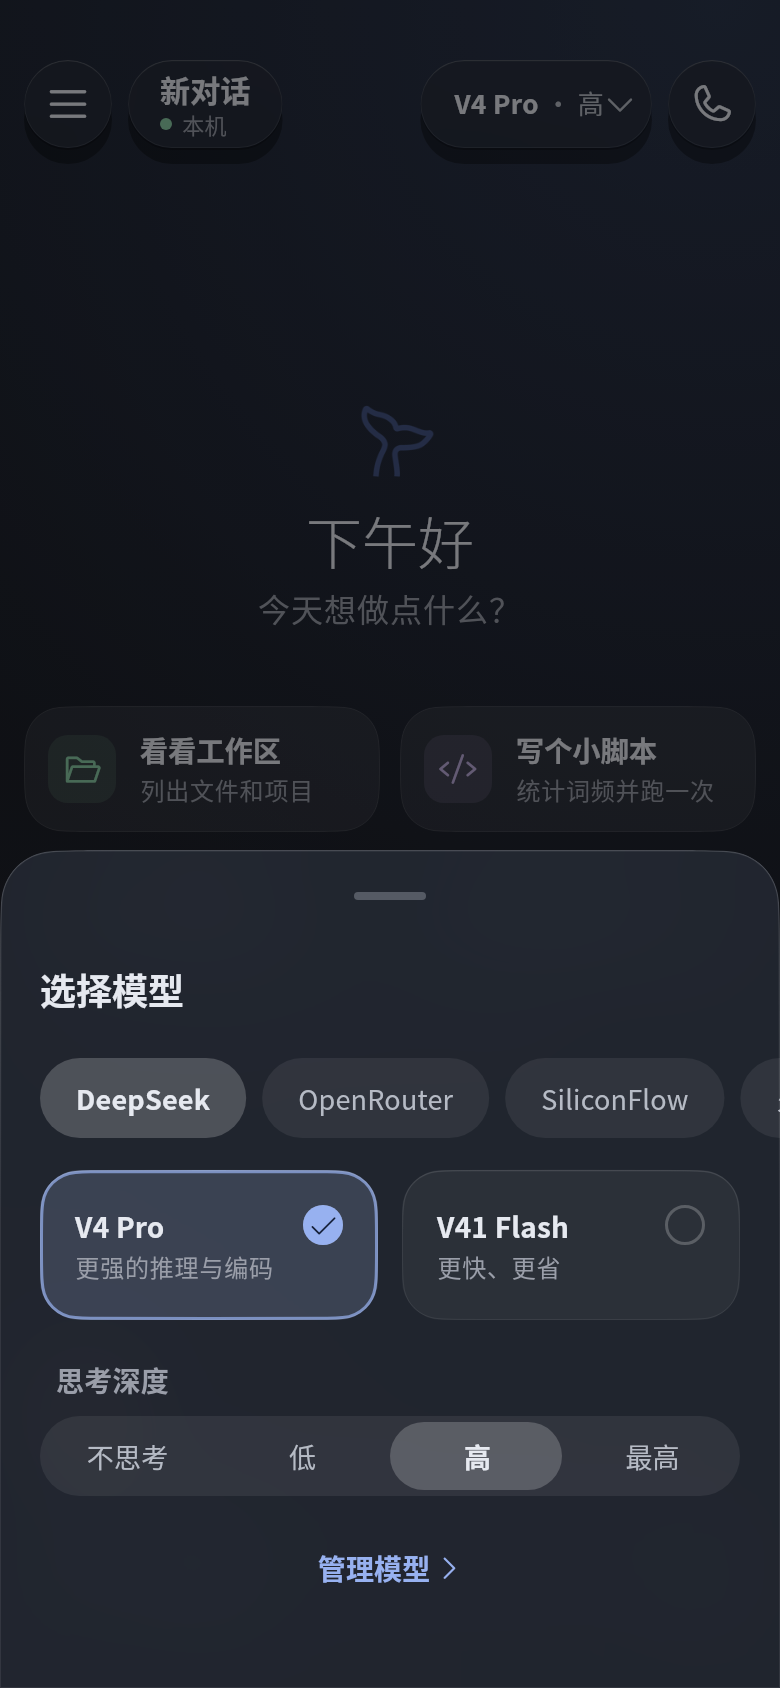 新对话
本机
V4 Pro · 高
下午好
今天想做点什么？
看看工作区
列出文件和项目
写个小脚本
统计词频并跑一次
选择模型
DeepSeek
OpenRouter
SiliconFlow
V4 Pro
更强的推理与编码
V41 Flash
更快、更省
思考深度
不思考
低
高
最高
管理模型